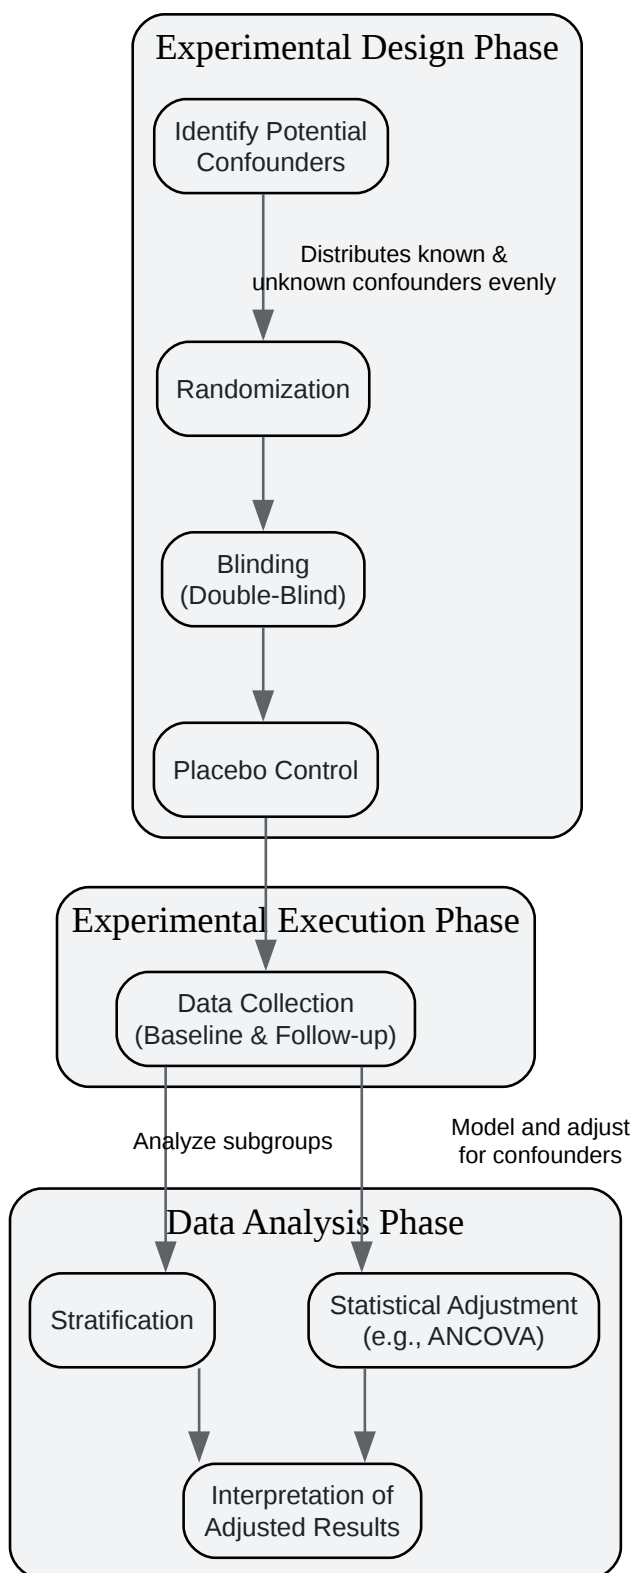 Experimental Design Phase
Identify Potential
Confounders
Distributes known &
unknown confounders evenly
Randomization
Blinding
(Double-Blind)
Placebo Control
Experimental Execution Phase
Data Collection
(Baseline & Follow-up)
Analyze subgroups
Model and adjust
for confounders
Data Analysis Phase
Stratification
Statistical Adjustment
(e.g., ANCOVA)
Interpretation of
Adjusted Results